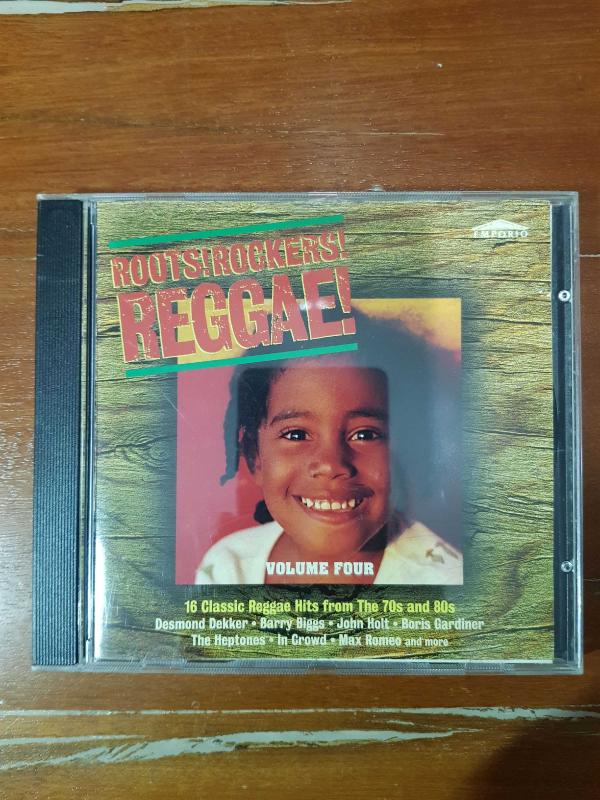 EMPORIO
ROOTS! ROCKERS!
REGGAE!
VOLUME FOUR
16 Classic Reggae Hits from The 70s and 80s
Desmond Dekker • Barry Biggs • John Holt • Boris Gardiner
The Heptones • In Crowd • Max Romeo and more